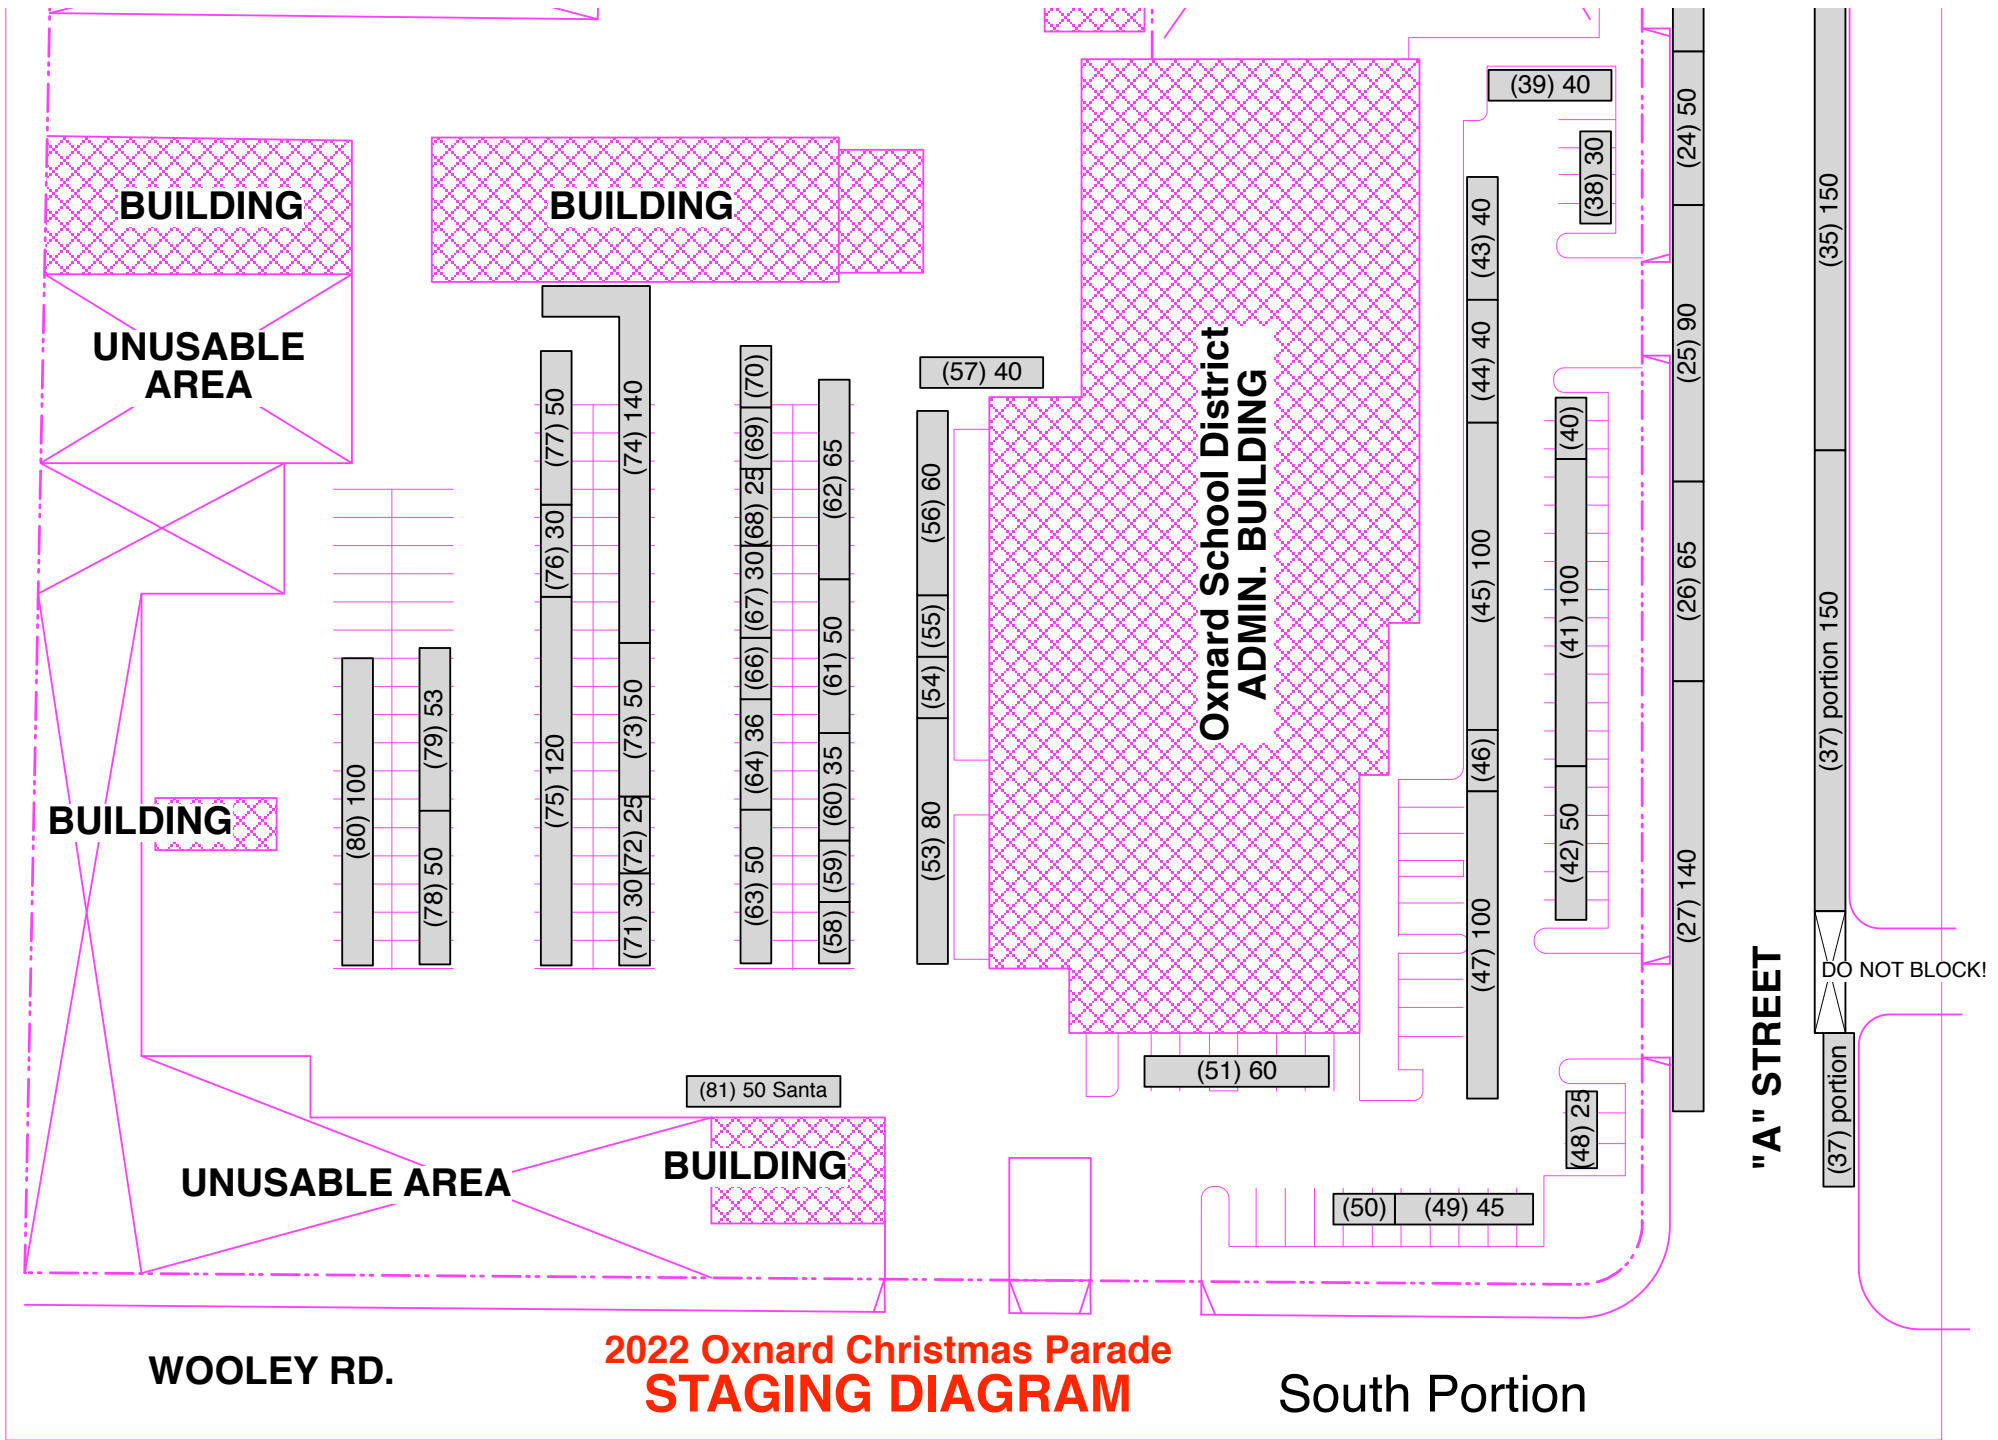 (39) 40
(38) 30
(24) 50
(35) 150
BUILDING
BUILDING
(43) 40
UNUSABLE
AREA
(44) 40
(25) 90
(57) 40
(70)
(77) 50
(74) 140
(69)
(62) 65
(40)
Oxnard School District
ADMIN. BUILDING
(68) 25
(56) 60
(76) 30
(67) 30
(45) 100
(41) 100
(26) 65
(37) portion 150
(55)
(61) 50
(66)
(54)
(79) 53
(73) 50
(64) 36
(46)
(75) 120
(60) 35
BUILDING
(80) 100
(53) 80
(42) 50
(72) 25
(59)
(78) 50
(63) 50
(71) 30
(58)
(47) 100
(27) 140
DO NOT BLOCK!
"A" STREET
(51) 60
(81) 50 Santa
(48) 25
(37) portion
BUILDING
UNUSABLE AREA
(50)
(49) 45
2022 Oxnard Christmas Parade
WOOLEY RD.
STAGING DIAGRAM
South Portion